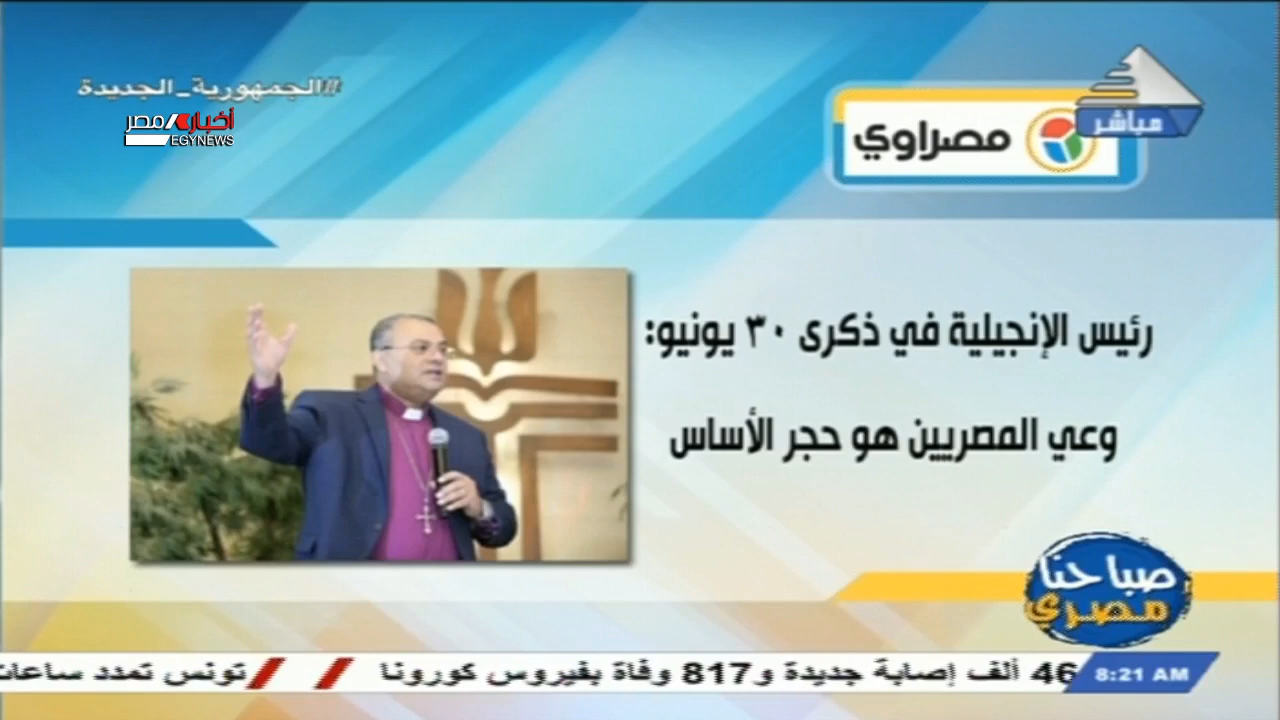 #الجمهورية_الجديدة
أخبار مصر
EGYNEWS
مصراوي
مباشر
رئيس الإنجيلية في ذكرى ٣٠ يونيو:
وعي المصريين هو حجر الأساس
صباحنا
مصري
46 ألف إصابة جديدة و817 وفاة بفيروس كورونا // تونس تمدد ساعات
8:21 AM